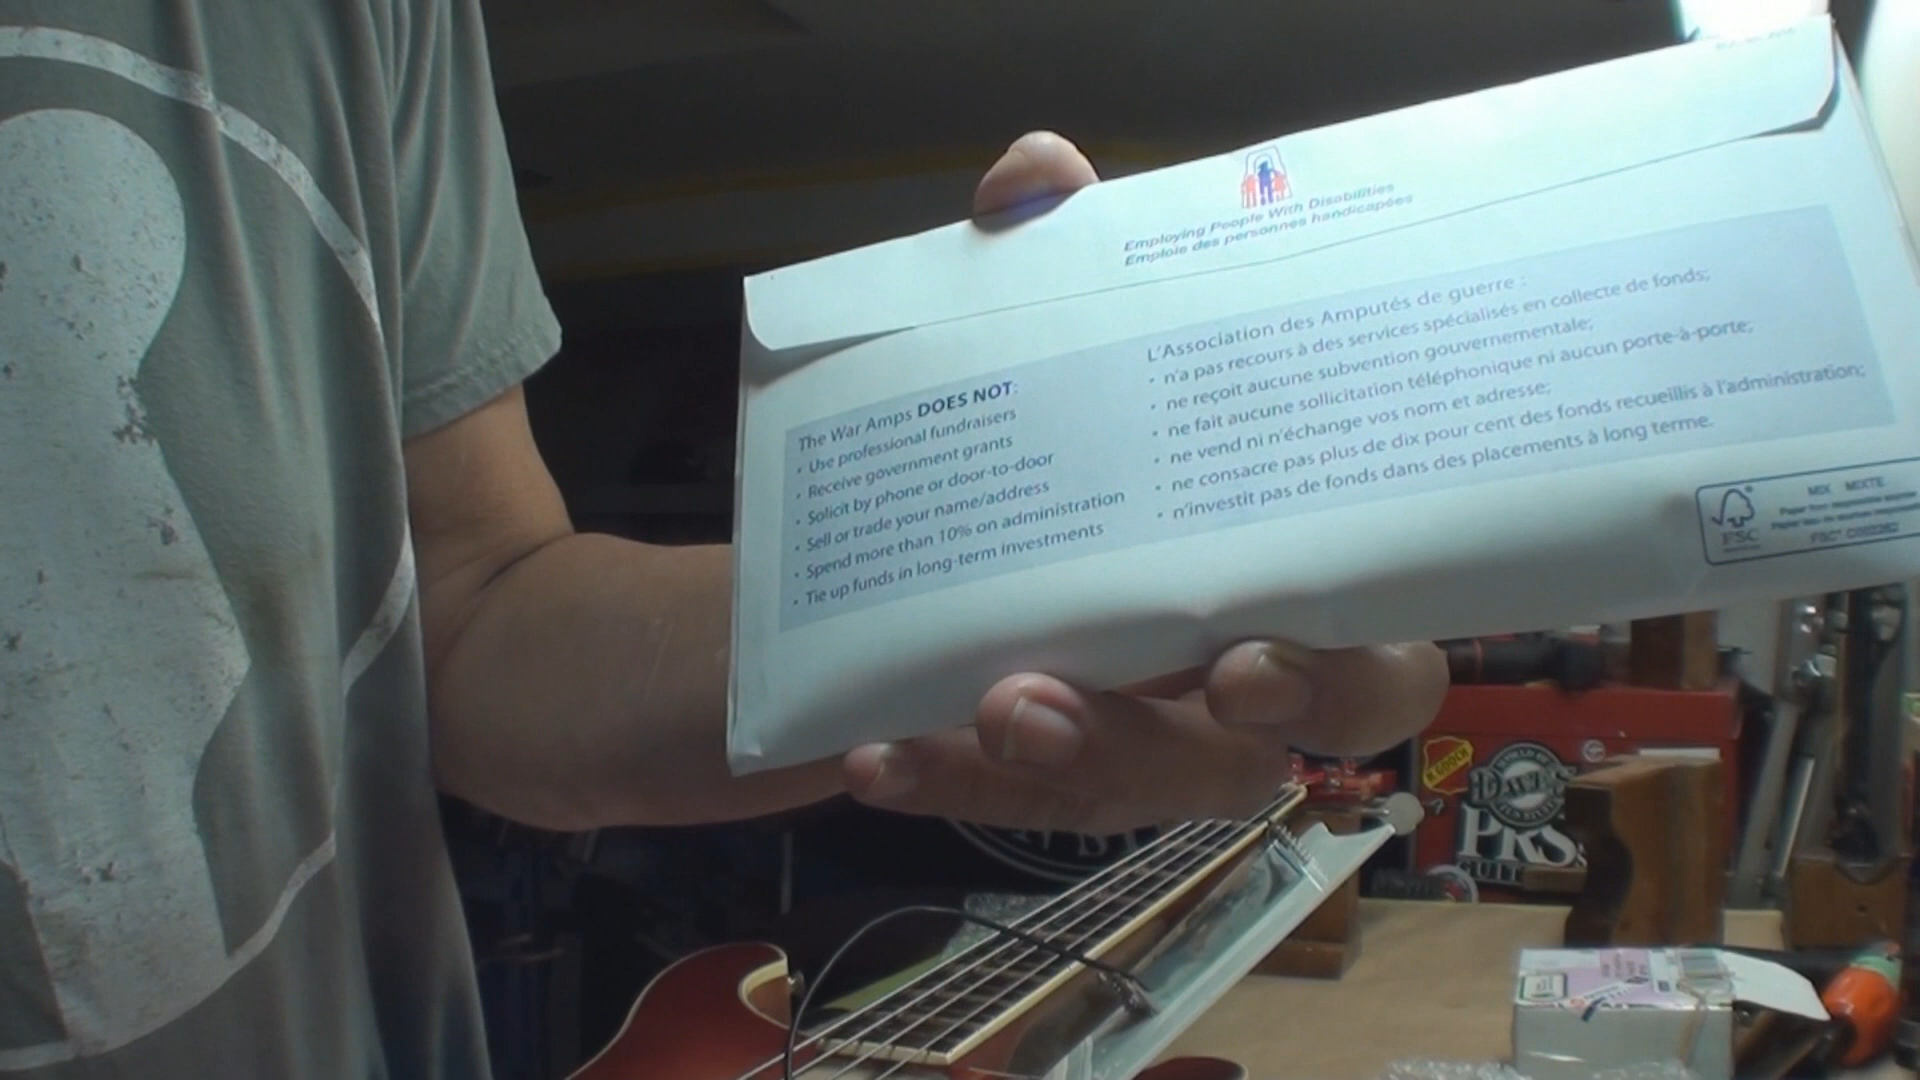 Employing People With Disabilities
Emploie des personnes handicapées
The War Amps DOES NOT:
• Use professional fundraisers
• Receive government grants
• Solicit by phone or door-to-door
• Sell or trade your name/address
• Spend more than 10% on administration
• Tie up funds in long-term investments
L'Association des Amputés de guerre :
• n'a pas recours à des services spécialisés en collecte de fonds;
• ne reçoit aucune subvention gouvernementale;
• ne fait aucune sollicitation téléphonique ni aucun porte-à-porte;
• ne vend ni n'échange vos nom et adresse;
• ne consacre pas plus de dix pour cent des fonds recueillis à l'administration;
• n'investit pas de fonds dans des placements à long terme.
FSC
MIX MIXTE
M. GOOCH
WORLD OF
DAVE'S
PRS